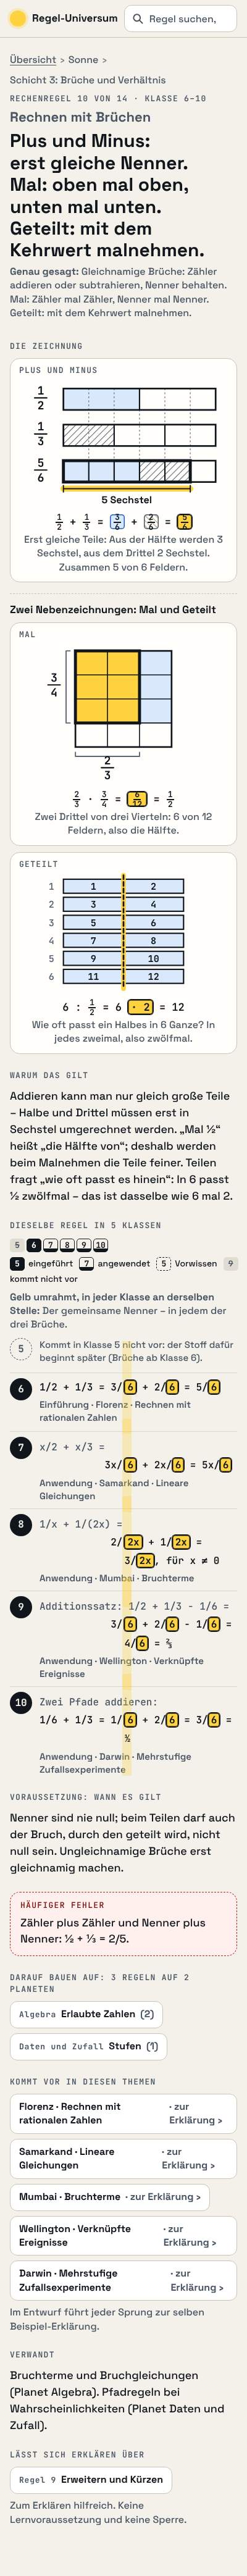 Regel-Universum
Regel suchen,
Übersicht > Sonne >
Schicht 3: Brüche und Verhältnis
RECHENREGEL 10 VON 14 · KLASSE 6–10
Rechnen mit Brüchen
Plus und Minus:
erst gleiche Nenner.
Mal: oben mal oben,
unten mal unten.
Geteilt: mit dem
Kehrwert malnehmen.
Genau gesagt: Gleichnamige Brüche: Zähler
addieren oder subtrahieren, Nenner behalten.
Mal: Zähler mal Zähler, Nenner mal Nenner.
Geteilt: mit dem Kehrwert malnehmen.
DIE ZEICHNUNG
PLUS UND MINUS
1/2
1/3
5/6
5 Sechstel
1/2 + 1/3 = 3/6 + 2/6 = 5/6
Erst gleiche Teile: Aus der Hälfte werden 3
Sechstel, aus dem Drittel 2 Sechstel.
Zusammen 5 von 6 Feldern.
Zwei Nebenzeichnungen: Mal und Geteilt
MAL
3/4
2/3
2/3 · 3/4 = 6/12 = 1/2
Zwei Drittel von drei Vierteln: 6 von 12
Feldern, also die Hälfte.
GETEILT
1 1 2
2 3 4
3 5 6
4 7 8
5 9 10
6 11 12
6 : 1/2 = 6 · 2 = 12
Wie oft passt ein Halbes in 6 Ganze? In
jedes zweimal, also zwölfmal.
WARUM DAS GILT
Addieren kann man nur gleich große Teile
– Halbe und Drittel müssen erst in
Sechstel umgerechnet werden. „Mal ½“
heißt „die Hälfte von“; deshalb werden
beim Malnehmen die Teile feiner. Teilen
fragt „wie oft passt es hinein“: In 6 passt
½ zwölfmal – das ist dasselbe wie 6 mal 2.
DIESELBE REGEL IN 5 KLASSEN
5 6 7 8 9 10
5 eingeführt 7 angewendet 5 Vorwissen 9
kommt nicht vor
Gelb umrahmt, in jeder Klasse an derselben
Stelle: Der gemeinsame Nenner – in jedem der
drei Brüche.
5 Kommt in Klasse 5 nicht vor: der Stoff dafür
beginnt später (Brüche ab Klasse 6).
6 1/2 + 1/3 = 3/6 + 2/6 = 5/6
Einführung · Florenz · Rechnen mit
rationalen Zahlen
7 x/2 + x/3 =
3x/6 + 2x/6 = 5x/6
Anwendung · Samarkand · Lineare
Gleichungen
8 1/x + 1/(2x) =
2/2x + 1/2x =
3/2x, für x ≠ 0
Anwendung · Mumbai · Bruchterme
9 Additionssatz: 1/2 + 1/3 - 1/6 =
3/6 + 2/6 - 1/6 =
4/6 = ⅔
Anwendung · Wellington · Verknüpfte
Ereignisse
10 Zwei Pfade addieren:
1/6 + 1/3 = 1/6 + 2/6 = 3/6 =
½
Anwendung · Darwin · Mehrstufige
Zufallsexperimente
VORAUSSETZUNG: WANN ES GILT
Nenner sind nie null; beim Teilen darf auch
der Bruch, durch den geteilt wird, nicht
null sein. Ungleichnamige Brüche erst
gleichnamig machen.
HÄUFIGER FEHLER
Zähler plus Zähler und Nenner plus
Nenner: ½ + ⅓ = 2/5.
DARAUF BAUEN AUF: 3 REGELN AUF 2
PLANETEN
Algebra Erlaubte Zahlen (2)
Daten und Zufall Stufen (1)
KOMMT VOR IN DIESEN THEMEN
Florenz · Rechnen mit rationalen Zahlen · zur Erklärung >
Samarkand · Lineare Gleichungen · zur Erklärung >
Mumbai · Bruchterme · zur Erklärung >
Wellington · Verknüpfte Ereignisse · zur Erklärung >
Darwin · Mehrstufige Zufallsexperimente · zur Erklärung >
Im Entwurf führt jeder Sprung zur selben
Beispiel-Erklärung.
VERWANDT
Bruchterme und Bruchgleichungen
(Planet Algebra). Pfadregeln bei
Wahrscheinlichkeiten (Planet Daten und
Zufall).
LÄSST SICH ERKLÄREN ÜBER
Regel 9 Erweitern und Kürzen
Zum Erklären hilfreich. Keine
Lernvoraussetzung und keine Sperre.